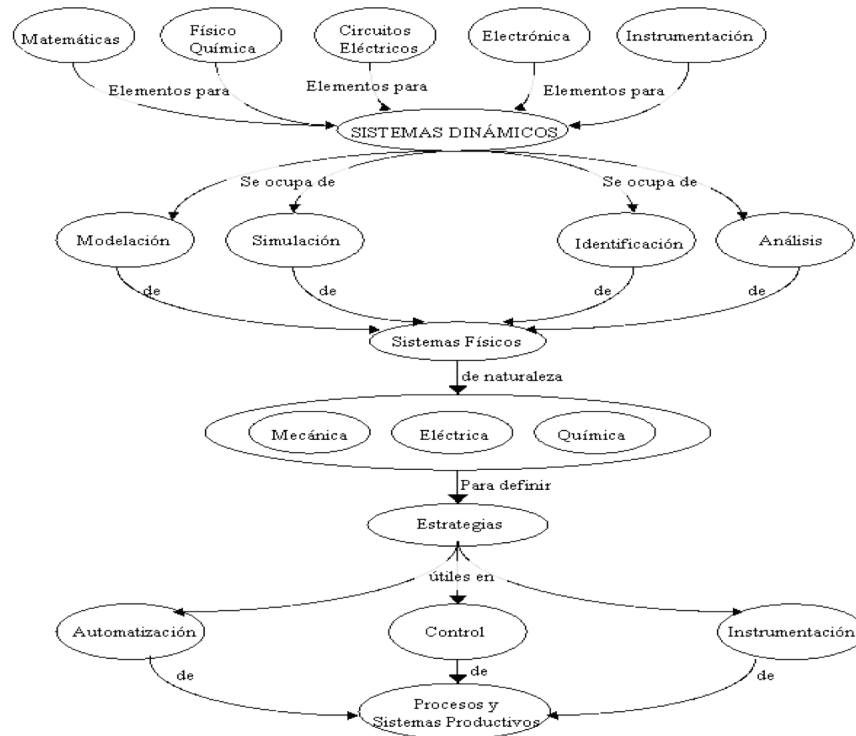 Matemáticas
Físico
Química
Circuitos
Eléctricos
Electrónica
Instrumentación
Elementos para
Elementos para
Elementos para
SISTEMAS DINÁMICOS
Se ocupa de
Se ocupa de
Modelación
Simulación
Identificación
Análisis
de
de
de
de
Sistemas Físicos
de naturaleza
Mecánica
Eléctrica
Química
Para definir
Estrategias
útiles en
Automatización
Control
Instrumentación
de
de
de
Procesos y
Sistemas Productivos